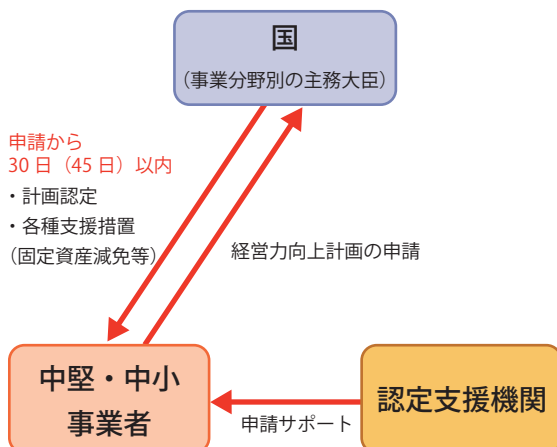 国
(事業分野別の主務大臣)
申請から
30日（45日）以内
・計画認定
・各種支援措置
(固定資産減免等)
経営力向上計画の申請
中堅・中小
事業者
申請サポート
認定支援機関